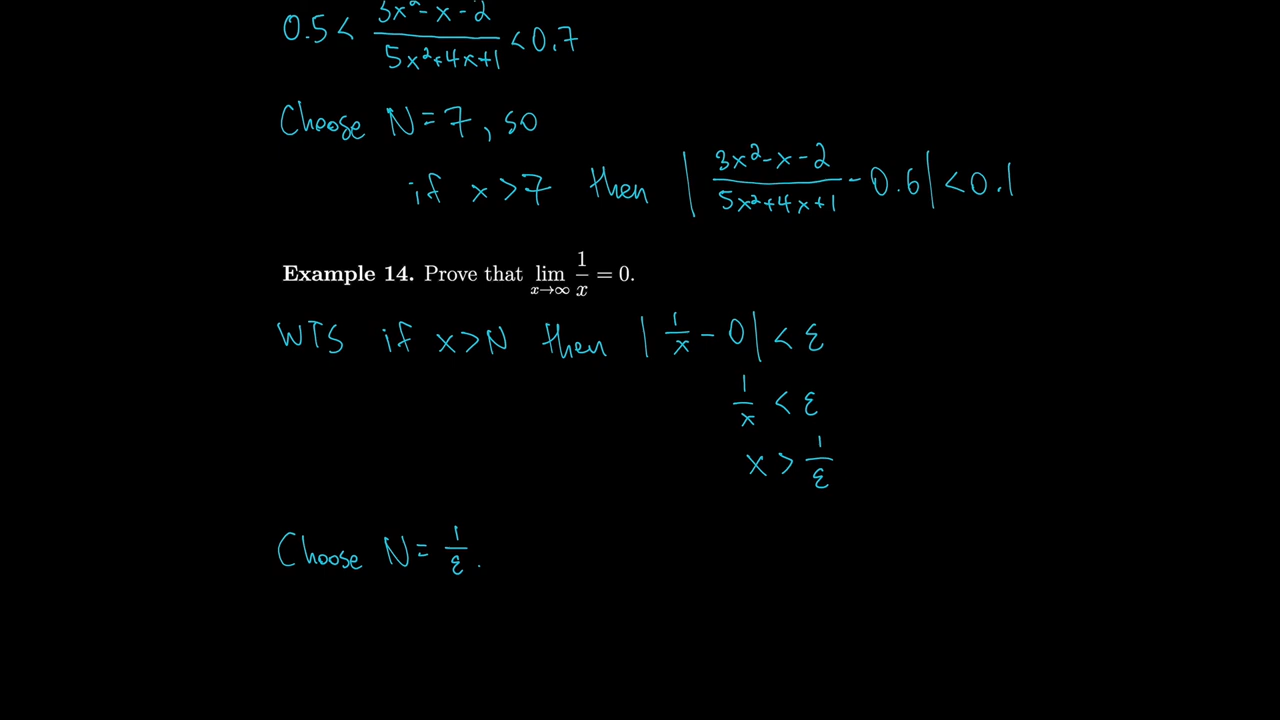 0.5 < (3x² - x - 2)/(5x² + 4x + 1) < 0.7
Choose N = 7, so
if x > 7 then | (3x² - x - 2)/(5x² + 4x + 1) - 0.6 | < 0.1
Example 14. Prove that lim x→∞ 1/x = 0.
WTS if x > N then | 1/x - 0 | < ε
1/x < ε
x > 1/ε
Choose N = 1/ε.